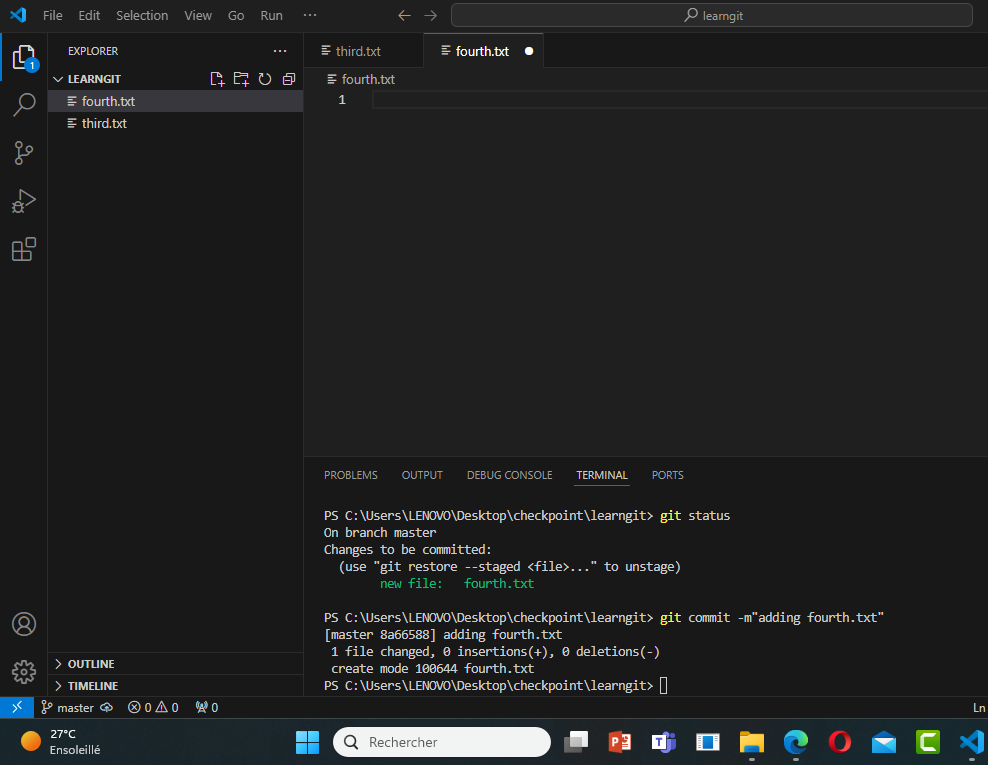 File Edit Selection View Go Run ··· learngit
EXPLORER ···
third.txt
fourth.txt
LEARNGIT
fourth.txt
1
fourth.txt
third.txt
1
PROBLEMS OUTPUT DEBUG CONSOLE TERMINAL PORTS
PS C:\Users\LENOVO\Desktop\checkpoint\learngit> git status
On branch master
Changes to be committed:
(use "git restore --staged <file>..." to unstage)
new file: fourth.txt
PS C:\Users\LENOVO\Desktop\checkpoint\learngit> git commit -m"adding fourth.txt"
[master 8a66588] adding fourth.txt
1 file changed, 0 insertions(+), 0 deletions(-)
create mode 100644 fourth.txt
PS C:\Users\LENOVO\Desktop\checkpoint\learngit>
OUTLINE
TIMELINE
master 0 0 0 Ln
27°C
Ensoleillé
Rechercher